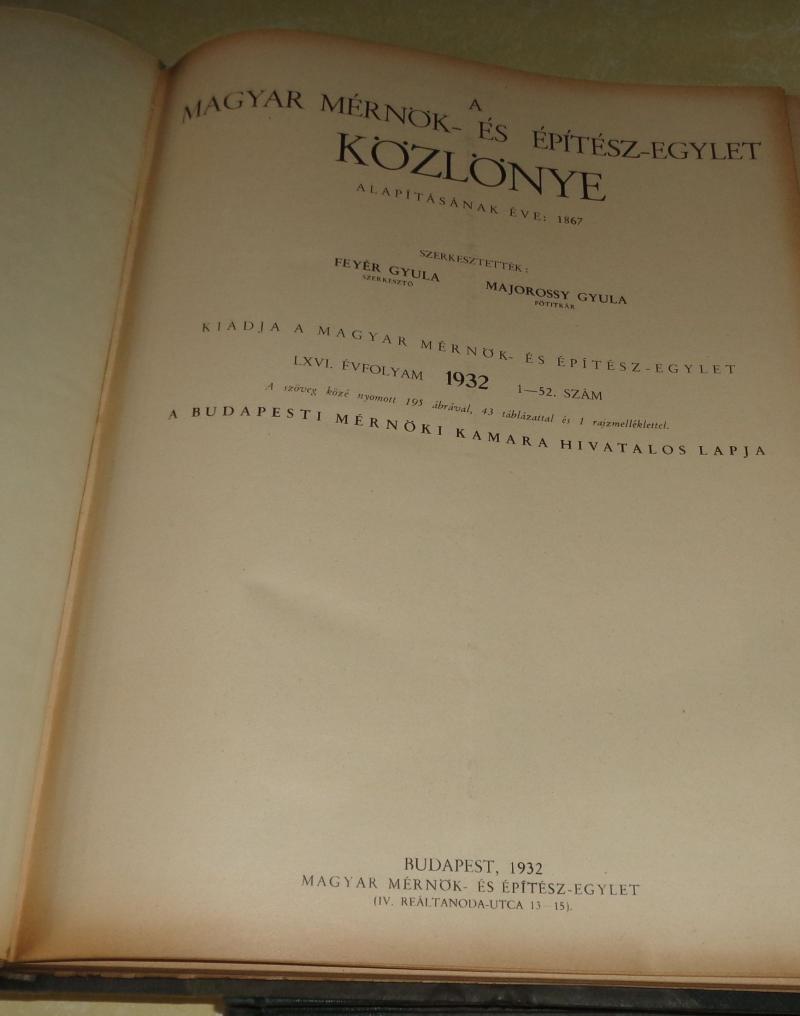 A
MAGYAR MÉRNÖK- ÉS ÉPÍTÉSZ-EGYLET
KÖZLÖNYE
ALAPÍTÁSÁNAK ÉVE: 1867
SZERKESZTETTÉK:
FEYÉR GYULA
SZERKESZTŐ
MAJOROSSY GYULA
FŐTITKÁR
KIADJA A MAGYAR MÉRNÖK- ÉS ÉPÍTÉSZ-EGYLET
LXVI. ÉVFOLYAM 1932 1—52. SZÁM
A szöveg közé nyomott 195 ábrával, 43 táblázattal és 1 rajzmelléklettel.
A BUDAPESTI MÉRNÖKI KAMARA HIVATALOS LAPJA
BUDAPEST, 1932
MAGYAR MÉRNÖK- ÉS ÉPÍTÉSZ-EGYLET
(IV. REÁLTANODA-UTCA 13—15).